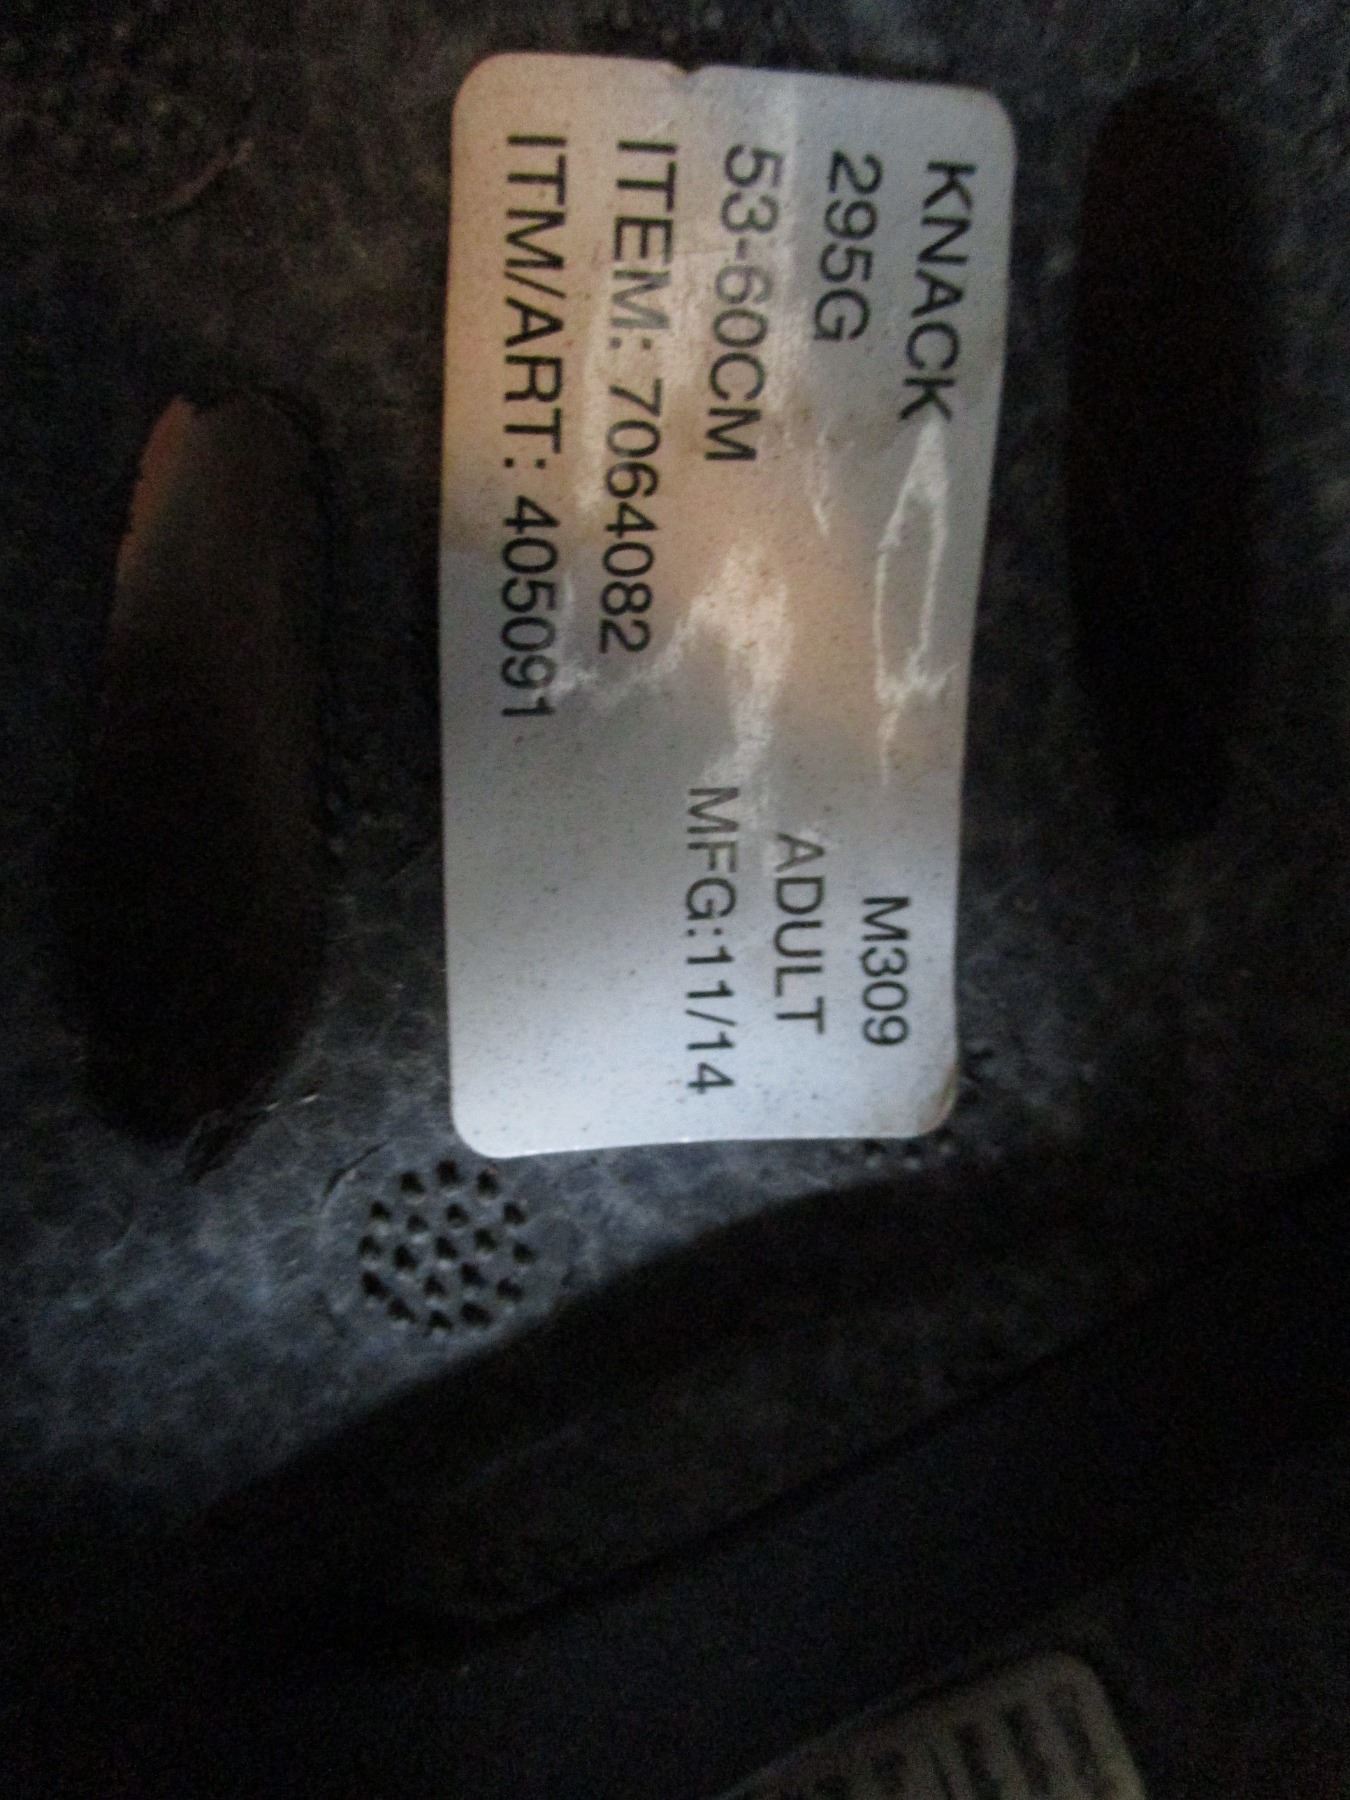 KNACK
M309
295G
ADULT
53-60CM
MFG:11/14
ITEM: 7064082
ITM/ART: 405091